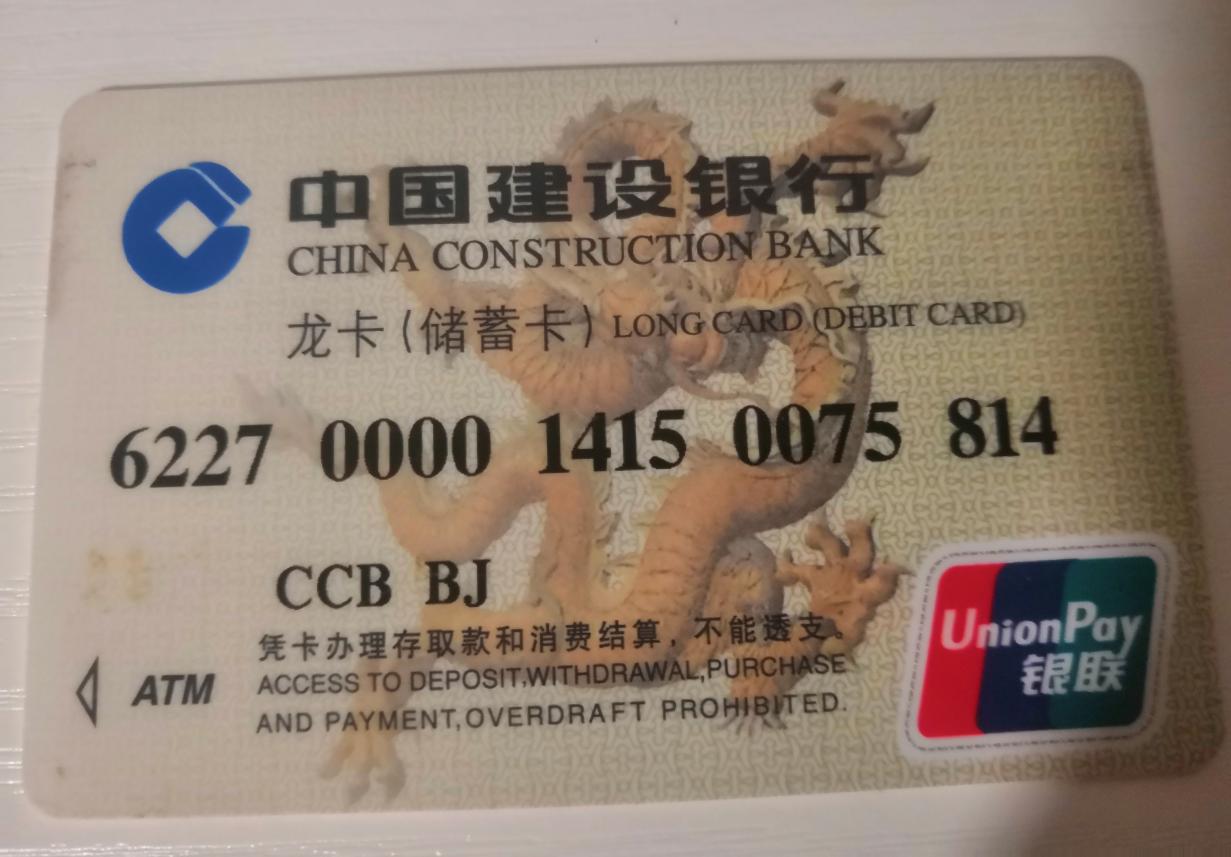 中国建设银行
CHINA CONSTRUCTION BANK
龙卡(储蓄卡) LONG CARD (DEBIT CARD)
6227 0000 1415 0075 814
CCB BJ
凭卡办理存取款和消费结算，不能透支。
ATM
ACCESS TO DEPOSIT,WITHDRAWAL,PURCHASE
AND PAYMENT,OVERDRAFT PROHIBITED.
UnionPay
银联